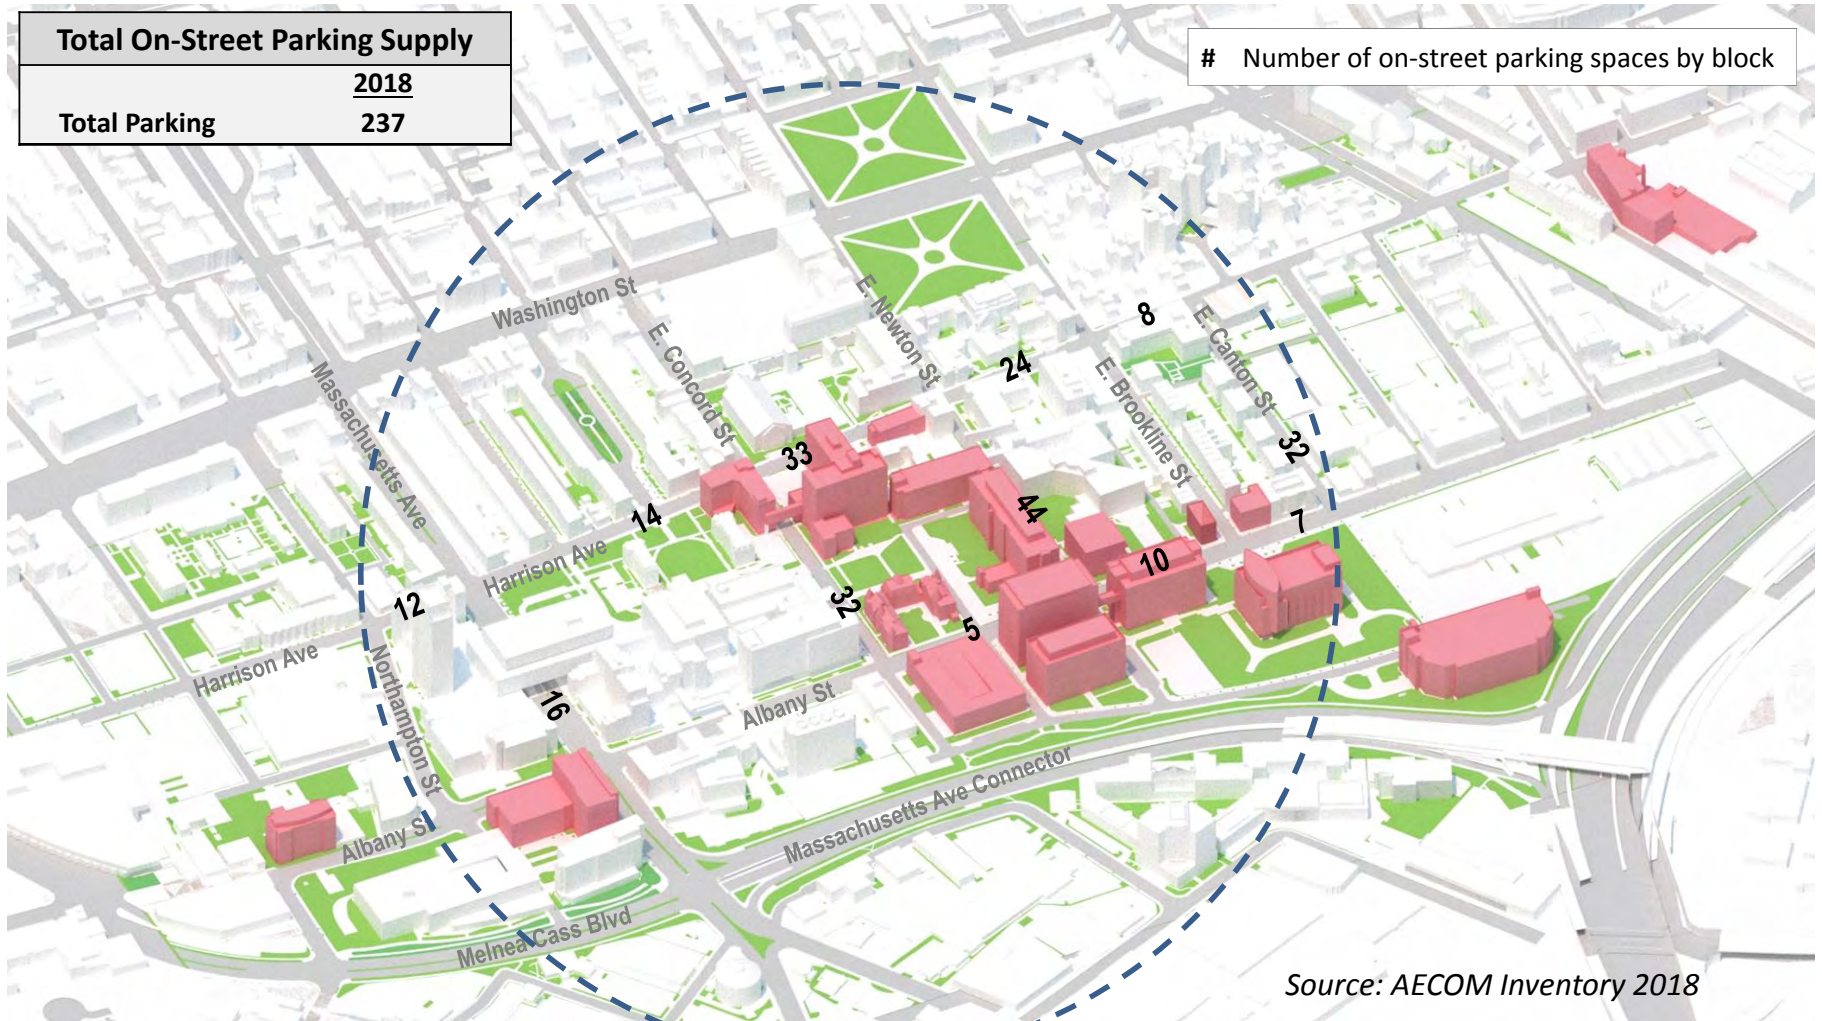 Total On-Street Parking Supply
2018
Total Parking 237
# Number of on-street parking spaces by block
Washington St
E. Newton St
8
E. Canton St
E. Concord St
24
Massachusetts Ave
E. Brookline St
33
32
14
44
7
Harrison Ave
10
12
32
5
Harrison Ave
Northampton St
16
Albany St
Massachusetts Ave Connector
Albany St
Melnea Cass Blvd
Source: AECOM Inventory 2018